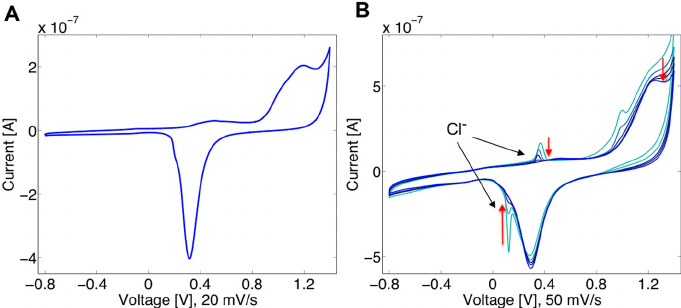 A
x 10⁻⁷
Current [A]
2
0
−2
−4
−0.8 −0.4 0 0.4 0.8 1.2
Voltage [V], 20 mV/s
B
x 10⁻⁷
Current [A]
5
0
−5
Cl⁻
−0.8 −0.4 0 0.4 0.8 1.2
Voltage [V], 50 mV/s